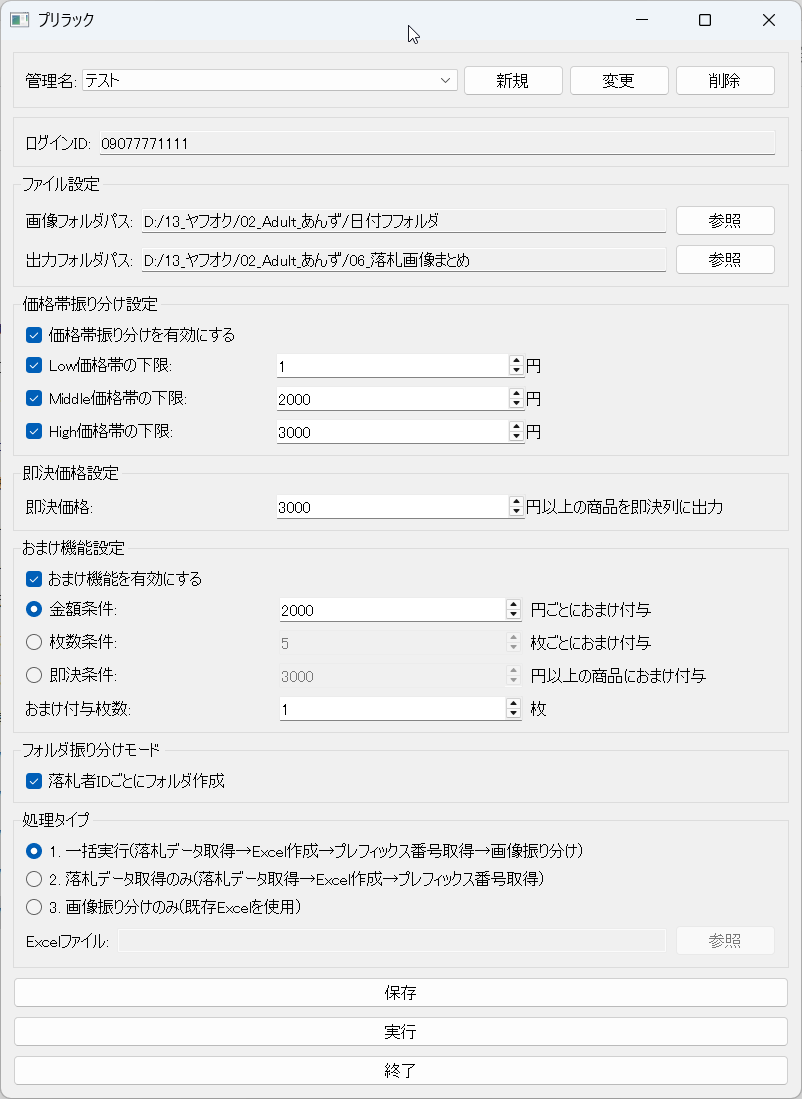 プリラック
管理名: テスト 新規 変更 削除
ログインID: 09077771111
ファイル設定
画像フォルダパス: D:/13_ヤフオク/02_Adult_あんず/日付フフォルダ 参照
出力フォルダパス: D:/13_ヤフオク/02_Adult_あんず/06_落札画像まとめ 参照
価格帯振り分け設定
価格帯振り分けを有効にする
Low価格帯の下限: 1 円
Middle価格帯の下限: 2000 円
High価格帯の下限: 3000 円
即決価格設定
即決価格: 3000 円以上の商品を即決列に出力
おまけ機能設定
おまけ機能を有効にする
金額条件: 2000 円ごとにおまけ付与
枚数条件: 5 枚ごとにおまけ付与
即決条件: 3000 円以上の商品におまけ付与
おまけ付与枚数: 1 枚
フォルダ振り分けモード
落札者IDごとにフォルダ作成
処理タイプ
1. 一括実行(落札データ取得→Excel作成→プレフィックス番号取得→画像振り分け)
2. 落札データ取得のみ(落札データ取得→Excel作成→プレフィックス番号取得)
3. 画像振り分けのみ(既存Excelを使用)
Excelファイル: 参照
保存
実行
終了